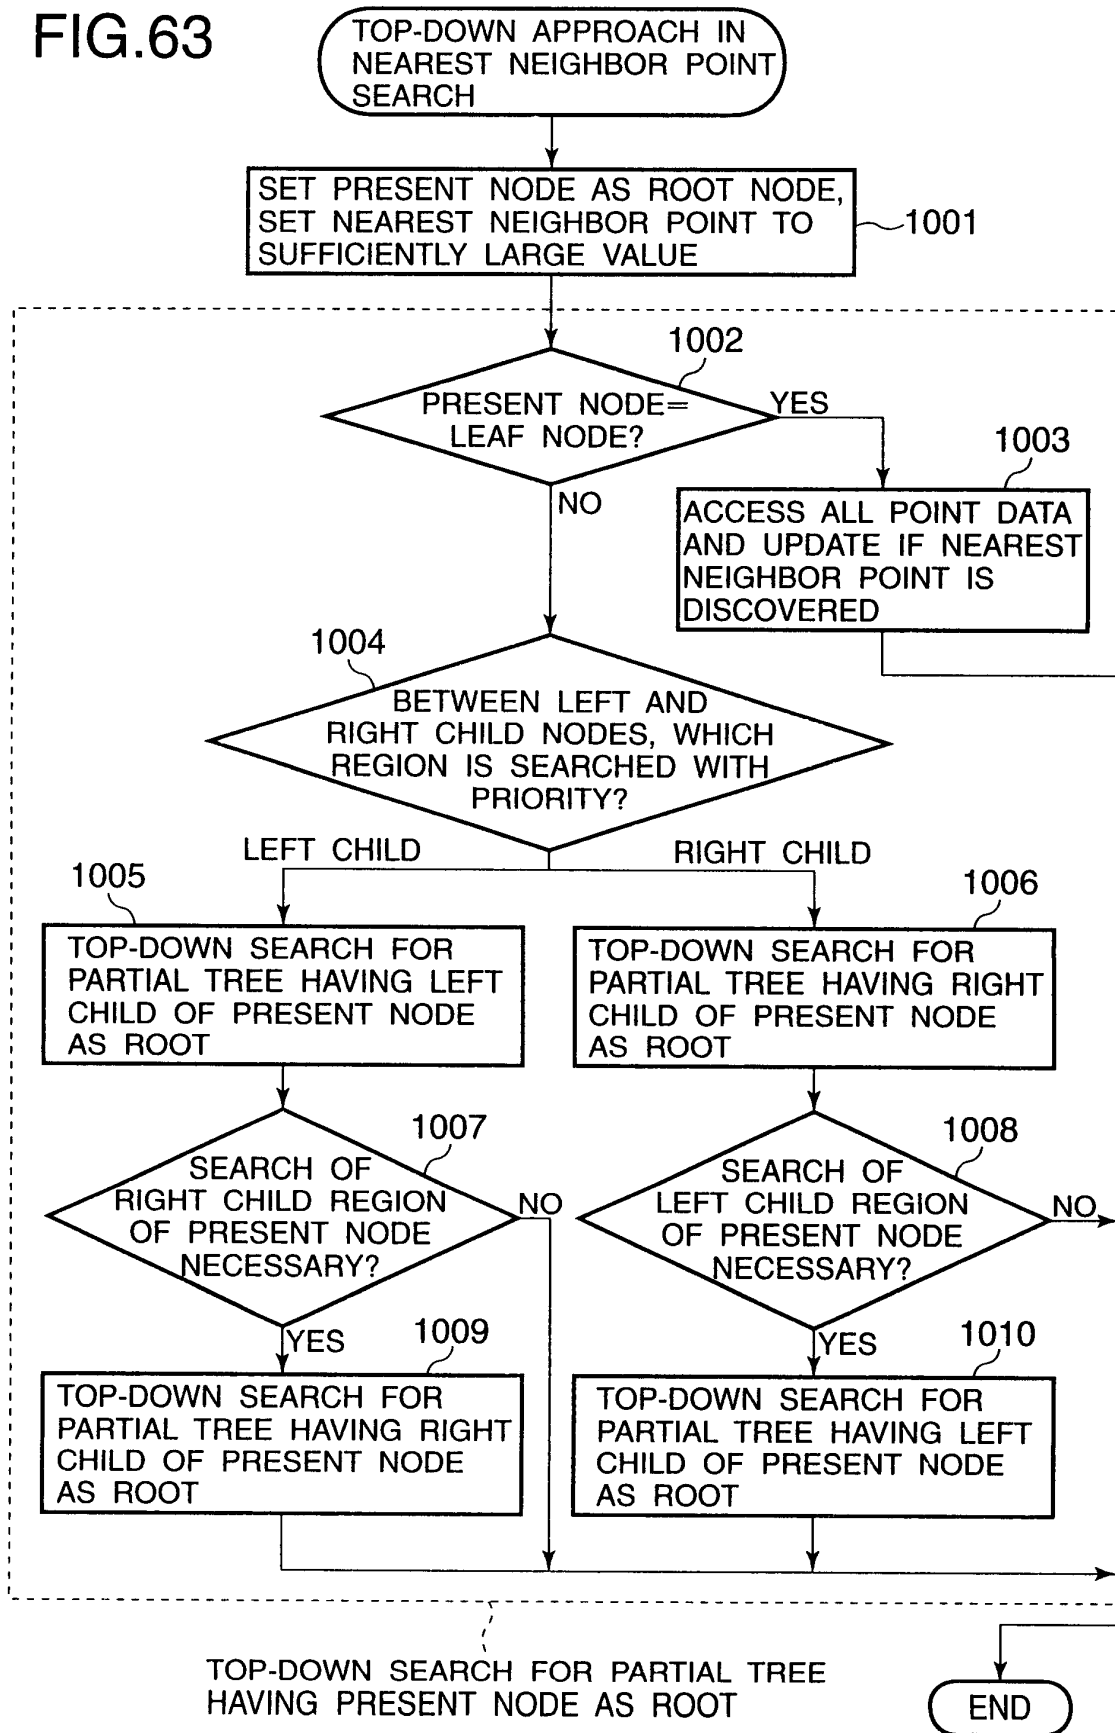 FIG.63
TOP-DOWN APPROACH IN
NEAREST NEIGHBOR POINT
SEARCH
SET PRESENT NODE AS ROOT NODE,
SET NEAREST NEIGHBOR POINT TO
SUFFICIENTLY LARGE VALUE
1001
1002
PRESENT NODE=
LEAF NODE?
YES
NO
1003
ACCESS ALL POINT DATA
AND UPDATE IF NEAREST
NEIGHBOR POINT IS
DISCOVERED
1004
BETWEEN LEFT AND
RIGHT CHILD NODES, WHICH
REGION IS SEARCHED WITH
PRIORITY?
LEFT CHILD
RIGHT CHILD
1005
TOP-DOWN SEARCH FOR
PARTIAL TREE HAVING LEFT
CHILD OF PRESENT NODE
AS ROOT
1006
TOP-DOWN SEARCH FOR
PARTIAL TREE HAVING RIGHT
CHILD OF PRESENT NODE
AS ROOT
1007
SEARCH OF
RIGHT CHILD REGION
OF PRESENT NODE
NECESSARY?
NO
YES
1008
SEARCH OF
LEFT CHILD REGION
OF PRESENT NODE
NECESSARY?
NO
YES
1009
TOP-DOWN SEARCH FOR
PARTIAL TREE HAVING RIGHT
CHILD OF PRESENT NODE
AS ROOT
1010
TOP-DOWN SEARCH FOR
PARTIAL TREE HAVING LEFT
CHILD OF PRESENT NODE
AS ROOT
TOP-DOWN SEARCH FOR PARTIAL TREE
HAVING PRESENT NODE AS ROOT
END